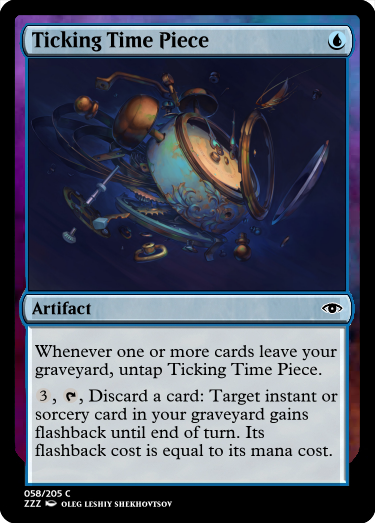 Ticking Time Piece
Artifact
Whenever one or more cards leave your
graveyard, untap Ticking Time Piece.
3, , Discard a card: Target instant or
sorcery card in your graveyard gains
flashback until end of turn. Its
flashback cost is equal to its mana cost.
058/205 C
ZZZ OLEG LESHIY SHEKHOVTSOV